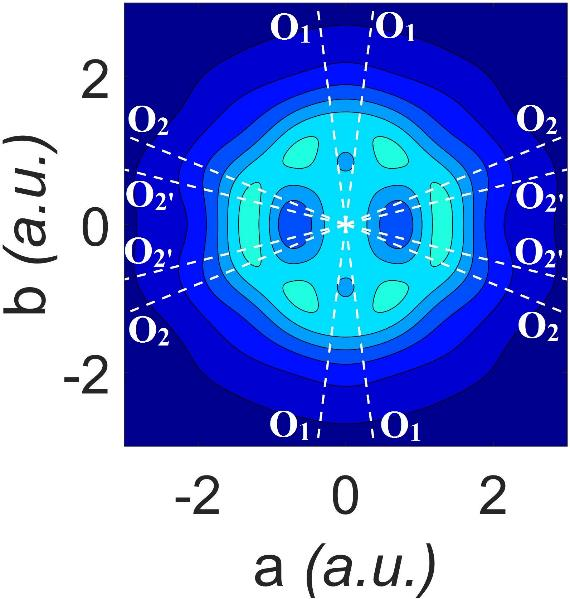 O1 O1
2
O2 O2
O2' O2'
b (a.u.)
0
*
O2' O2'
O2 O2
-2
O1 O1
-2 0 2
a (a.u.)